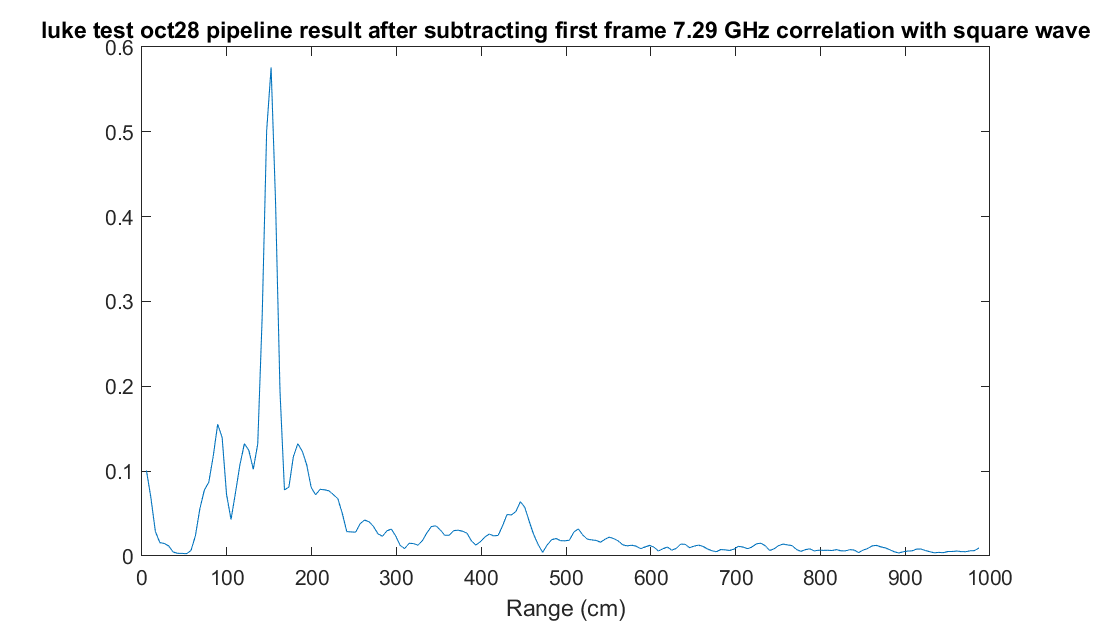 luke test oct28 pipeline result after subtracting first frame 7.29 GHz correlation with square wave
0.6
0.5
0.4
0.3
0.2
0.1
0
0 100 200 300 400 500 600 700 800 900 1000
Range (cm)